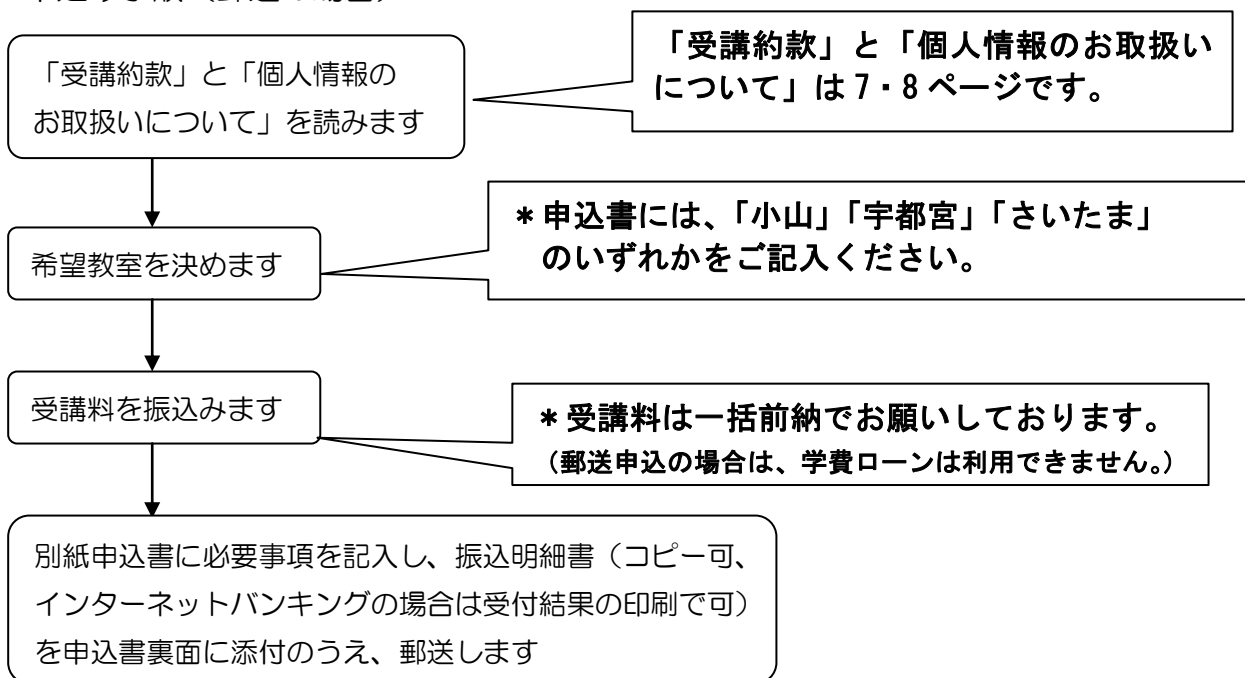 「受講約款」と「個人情報の
お取扱いについて」を読みます
「受講約款」と「個人情報のお取扱い
について」は7・8ページです。
希望教室を決めます
＊申込書には、「小山」「宇都宮」「さいたま」
のいずれかをご記入ください。
受講料を振込みます
＊受講料は一括前納でお願いしております。
（郵送申込の場合は、学費ローンは利用できません。）
別紙申込書に必要事項を記入し、振込明細書（コピー可、
インターネットバンキングの場合は受付結果の印刷で可）
を申込書裏面に添付のうえ、郵送します